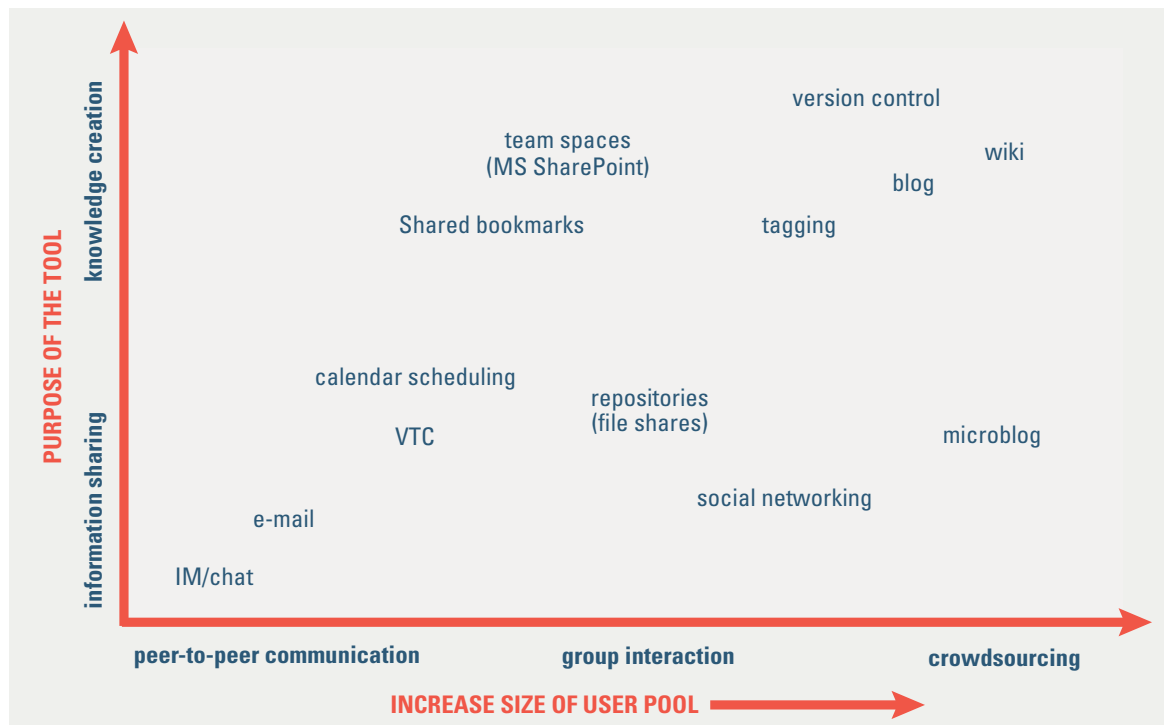 PURPOSE OF THE TOOL
knowledge creation
information sharing
version control
team spaces
(MS SharePoint)
wiki
blog
Shared bookmarks
tagging
calendar scheduling
repositories
(file shares)
VTC
microblog
social networking
e-mail
IM/chat
peer-to-peer communication
group interaction
crowdsourcing
INCREASE SIZE OF USER POOL